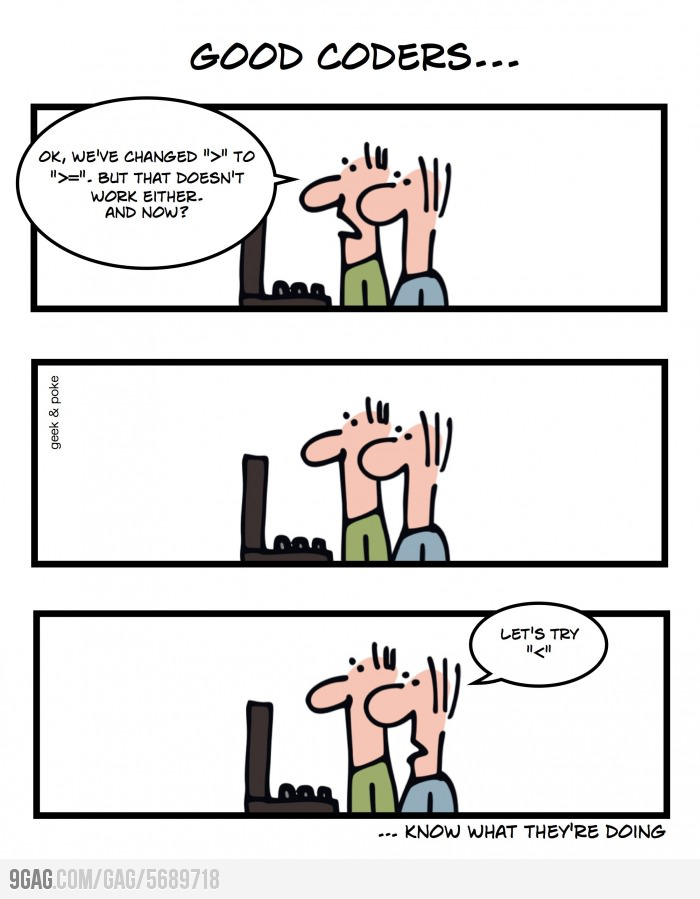 GOOD CODERS...
OK, WE'VE CHANGED ">" TO
">=". BUT THAT DOESN'T
WORK EITHER.
AND NOW?
geek & poke
LET'S TRY
"<"
... KNOW WHAT THEY'RE DOING
9GAG.COM/GAG/5689718